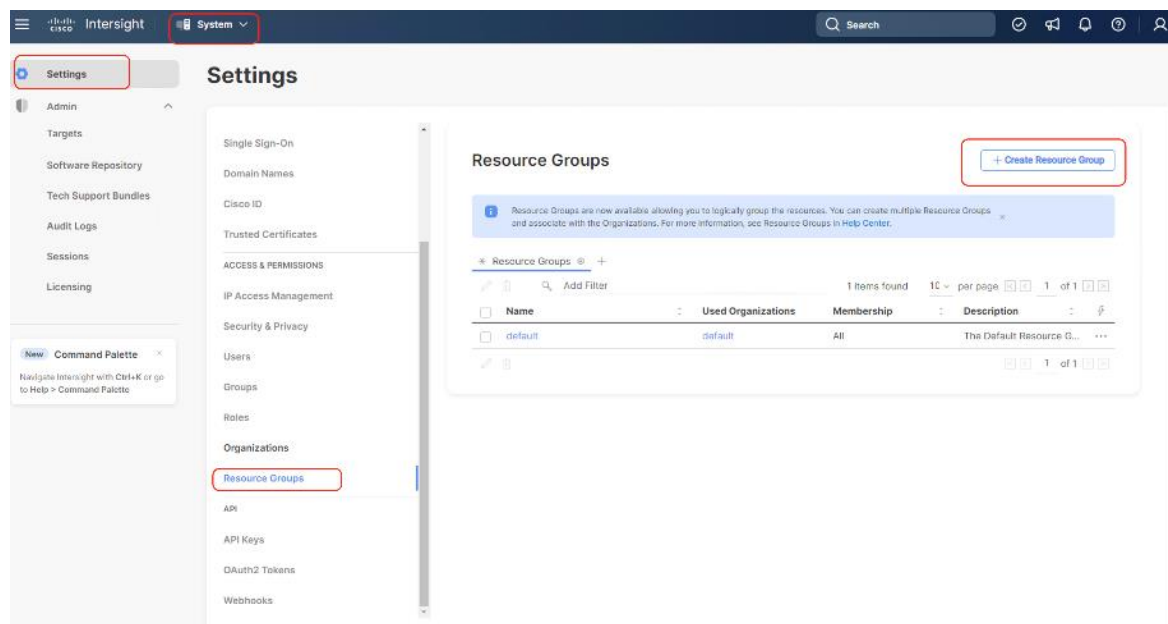 cisco Intersight System Search
Settings
Settings
Admin
Targets
Software Repository
Tech Support Bundles
Audit Logs
Sessions
Licensing
New Command Palette
Navigate Intersight with Ctrl+K or go
to Help > Command Palette
Single Sign-On
Domain Names
Cisco ID
Trusted Certificates
ACCESS & PERMISSIONS
IP Access Management
Security & Privacy
Users
Groups
Roles
Organizations
Resource Groups
API
API Keys
OAuth2 Tokens
Webhooks
Resource Groups
+ Create Resource Group
Resource Groups are now available allowing you to logically group the resources. You can create multiple Resource Groups
and associate with the Organizations. For more information, see Resource Groups in Help Center.
Resource Groups +
Add Filter 1 items found 10 per page 1 of 1
Name Used Organizations Membership Description
default default All The Default Resource G... ...
1 of 1